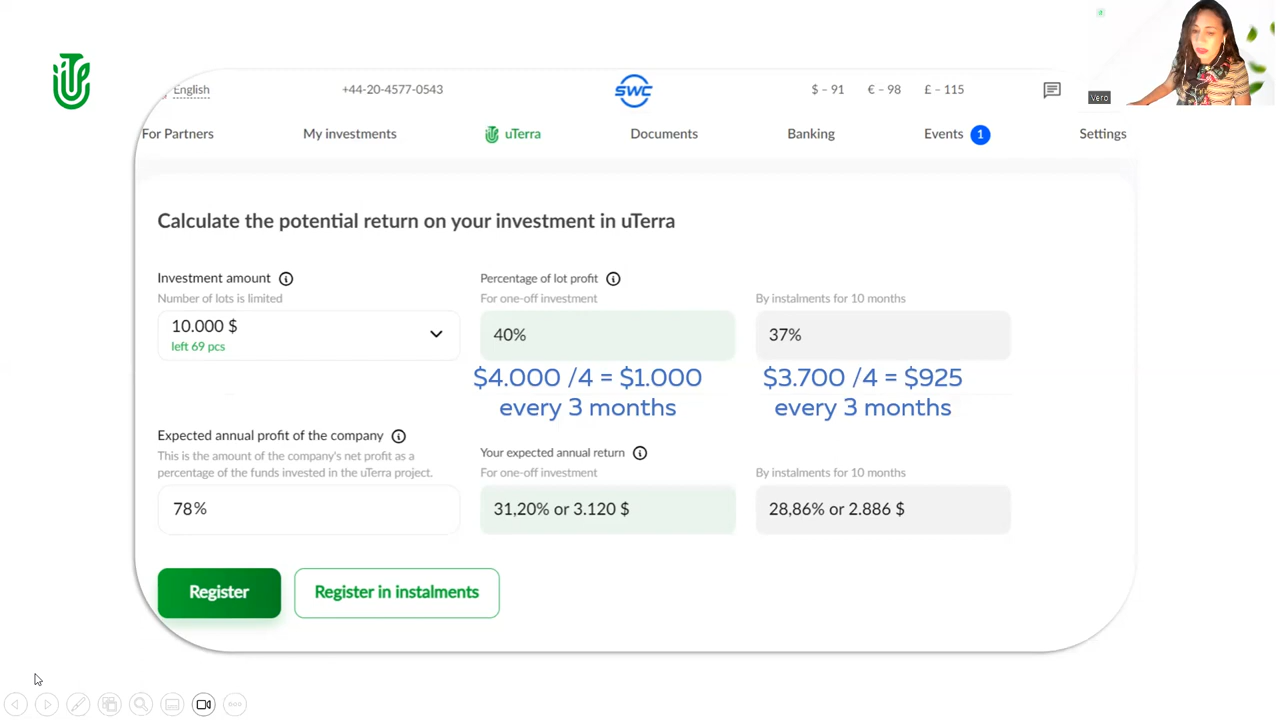 English
+44-20-4577-0543
SWC
$ - 91 € - 98 £ - 115
For Partners My investments uTerra Documents Banking Events 1 Settings
Calculate the potential return on your investment in uTerra
Investment amount
Number of lots is limited
10.000 $
left 69 pcs
Percentage of lot profit
For one-off investment
40%
$4.000 /4 = $1.000
every 3 months
By instalments for 10 months
37%
$3.700 /4 = $925
every 3 months
Expected annual profit of the company
This is the amount of the company's net profit as a
percentage of the funds invested in the uTerra project.
78%
Your expected annual return
For one-off investment
31,20% or 3.120 $
By instalments for 10 months
28,86% or 2.886 $
Register
Register in instalments
Vero